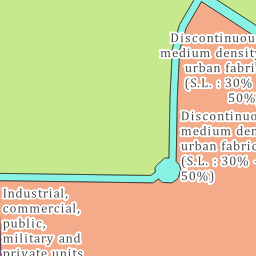 Discontinuou
medium density
urban fabri
(S.L. : 30%
50%
Discontinuo
medium den
urban fabric
(S.L. : 30% -
50%)
Industrial,
commercial,
public,
military and
private units